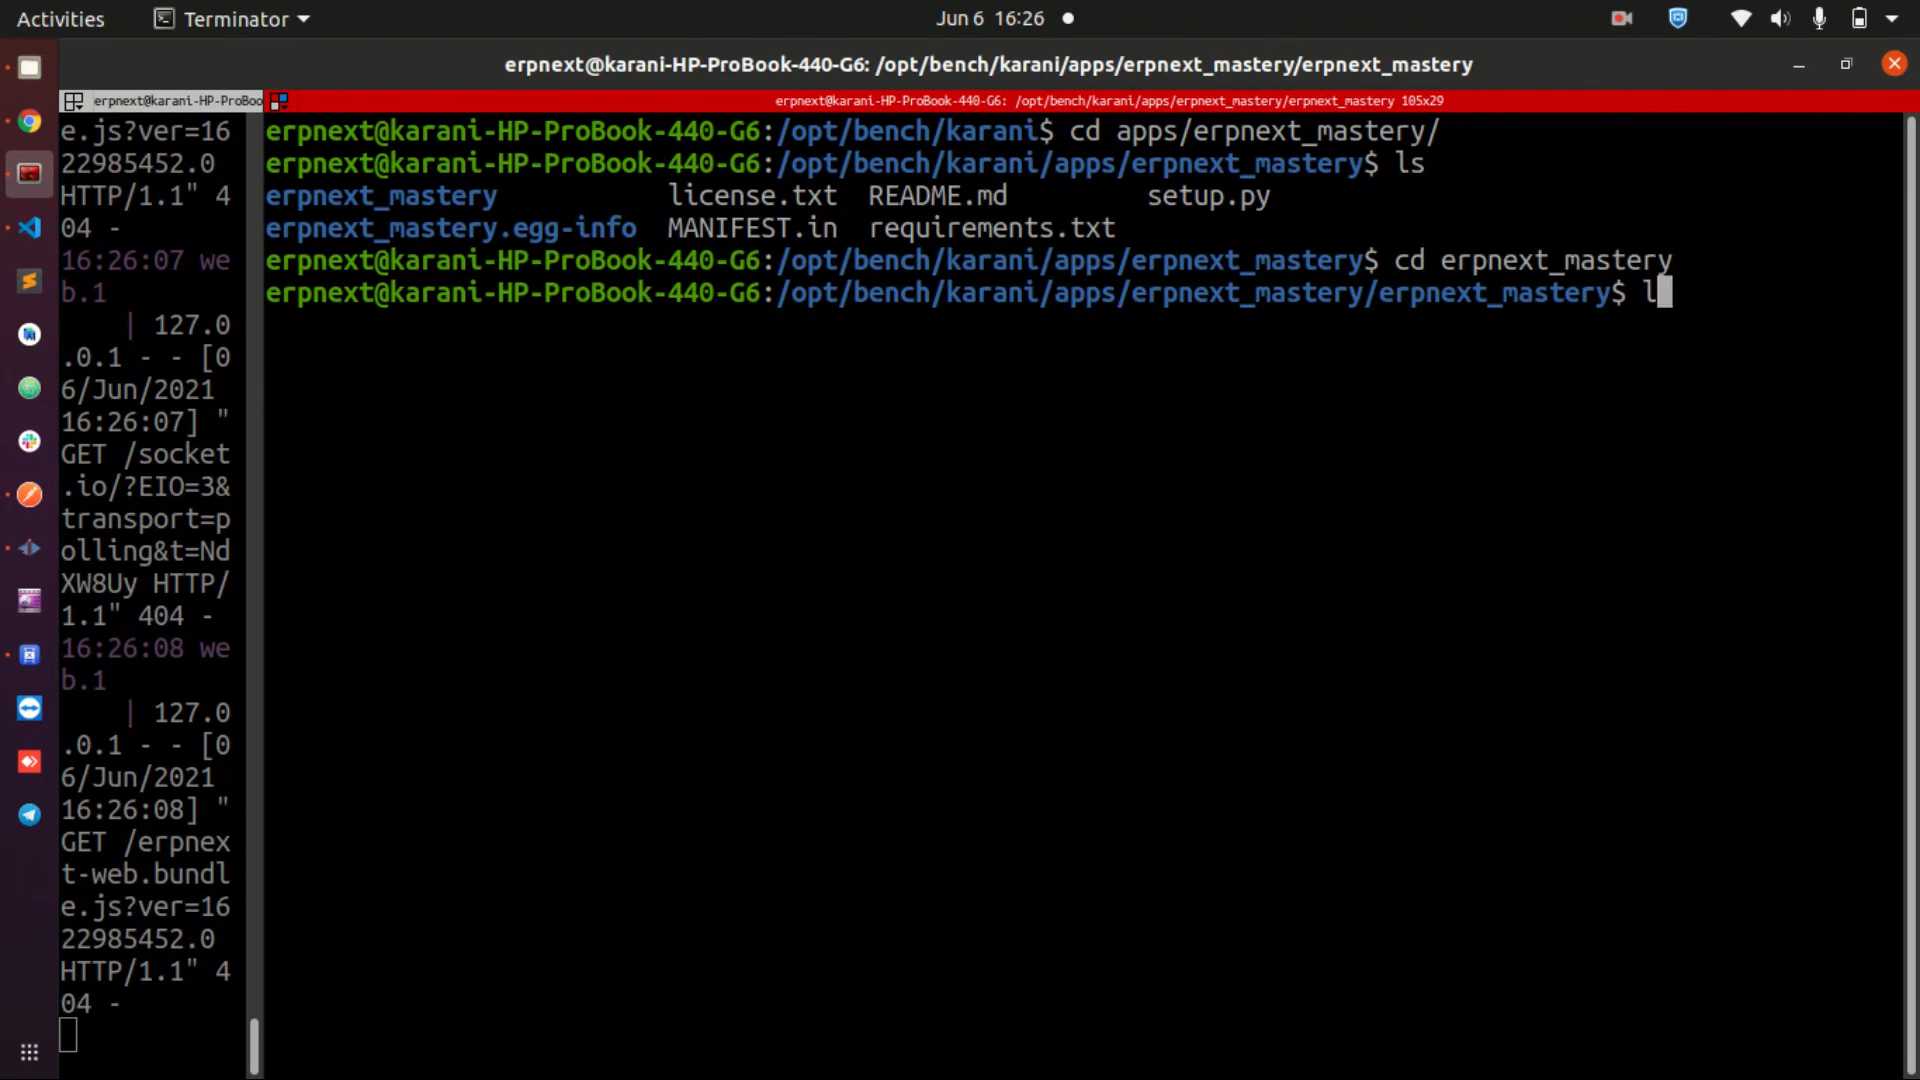 Activities
Terminator
Jun 6 16:26
erpnext@karani-HP-ProBook-440-G6: /opt/bench/karani/apps/erpnext_mastery/erpnext_mastery
erpnext@karani-HP-ProBoo
erpnext@karani-HP-ProBook-440-G6: /opt/bench/karani/apps/erpnext_mastery/erpnext_mastery 105x29
e.js?ver=16
22985452.0
HTTP/1.1" 4
04 -
16:26:07 we
b.1
| 127.0
.0.1 - - [0
6/Jun/2021
16:26:07] "
GET /socket
.io/?EIO=3&
transport=p
olling&t=Nd
XW8Uy HTTP/
1.1" 404 -
16:26:08 we
b.1
| 127.0
.0.1 - - [0
6/Jun/2021
16:26:08] "
GET /erpnex
t-web.bundl
e.js?ver=16
22985452.0
HTTP/1.1" 4
04 -
erpnext@karani-HP-ProBook-440-G6:/opt/bench/karani$ cd apps/erpnext_mastery/
erpnext@karani-HP-ProBook-440-G6:/opt/bench/karani/apps/erpnext_mastery$ ls
erpnext_mastery license.txt README.md setup.py
erpnext_mastery.egg-info MANIFEST.in requirements.txt
erpnext@karani-HP-ProBook-440-G6:/opt/bench/karani/apps/erpnext_mastery$ cd erpnext_mastery
erpnext@karani-HP-ProBook-440-G6:/opt/bench/karani/apps/erpnext_mastery/erpnext_mastery$ l